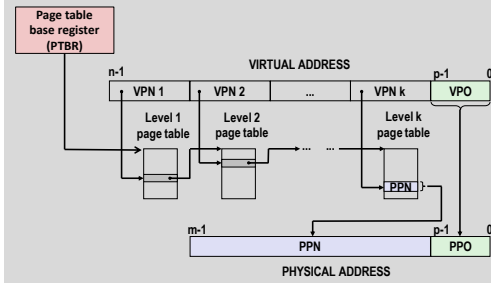 Page table
base register
(PTBR)
VIRTUAL ADDRESS
n-1
p-1
0
VPN 1
VPN 2
...
VPN k
VPO
Level 1
page table
Level 2
page table
Level k
page table
... ...
PPN
m-1
p-1
0
PPN
PPO
PHYSICAL ADDRESS